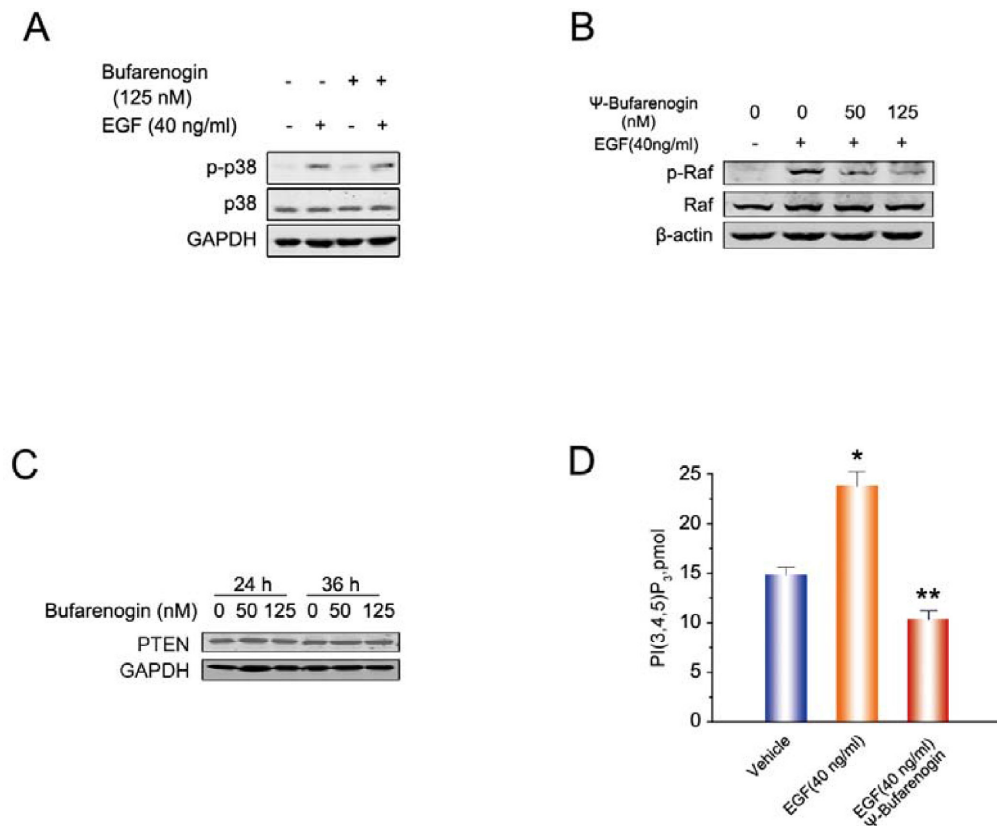 A
Bufarenogin - - + +
(125 nM)
EGF (40 ng/ml) - + - +
p-p38
p38
GAPDH
B
Ψ-Bufarenogin 0 0 50 125
(nM)
EGF(40ng/ml) - + + +
p-Raf
Raf
β-actin
C
24 h 36 h
Bufarenogin (nM) 0 50 125 0 50 125
PTEN
GAPDH
D
PI(3,4,5)P3,pmol
25
20
15
10
5
0
*
**
Vehicle
EGF(40 ng/ml)
EGF(40 ng/ml)
Ψ-Bufarenogin